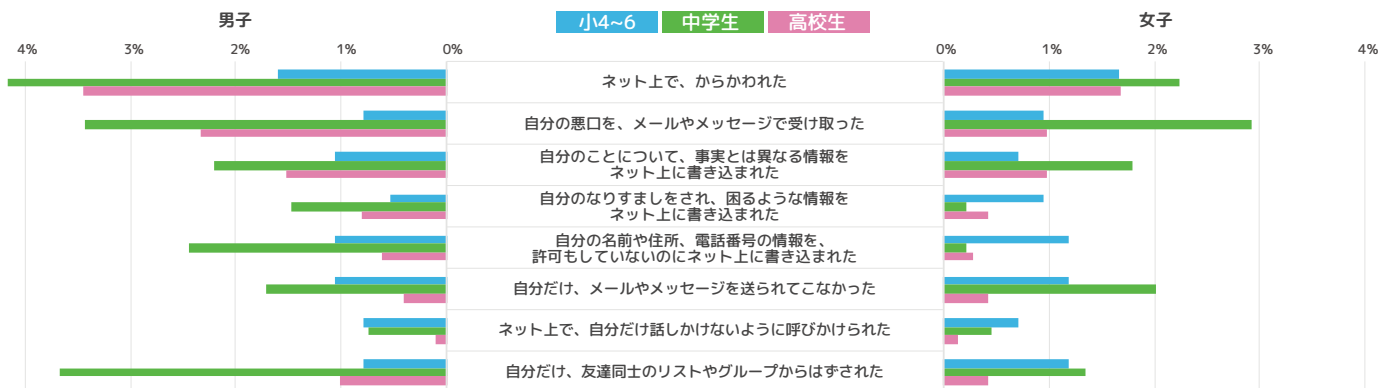 男子
小4~6 中学生 高校生
女子
4% 3% 2% 1% 0%
0% 1% 2% 3% 4%
ネット上で、からかわれた
自分の悪口を、メールやメッセージで受け取った
自分のことについて、事実とは異なる情報を
ネット上に書き込まれた
自分のなりすましをされ、困るような情報を
ネット上に書き込まれた
自分の名前や住所、電話番号の情報を、
許可もしていないのにネット上に書き込まれた
自分だけ、メールやメッセージを送られてこなかった
ネット上で、自分だけ話しかけないように呼びかけられた
自分だけ、友達同士のリストやグループからはずされた